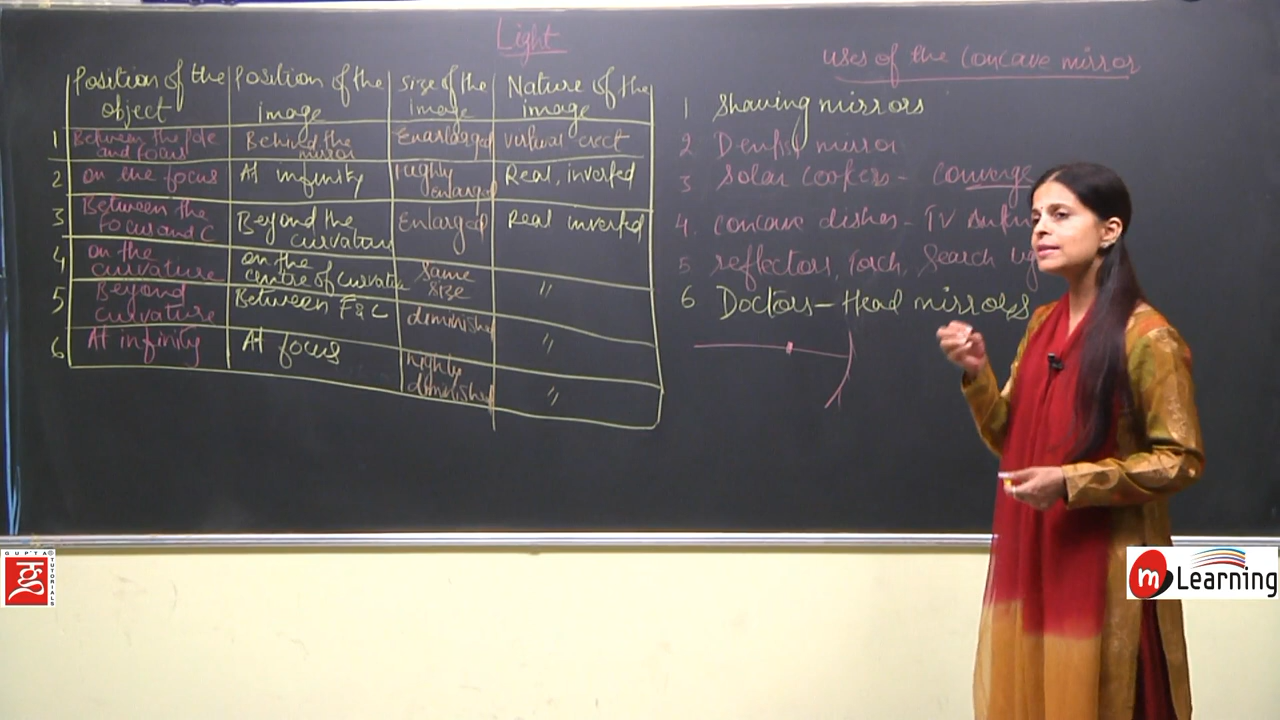 Light
Position of the object
Position of the image
Size of the image
Nature of the image
1 Between the Pole and focus
Behind the mirror
Enarlarged
virtual erect
2 on the focus
At infinity
highly enlarged
Real, inverted
3 Between the Focus and C
Beyond the curvature
Enlarged
Real inverted
4 on the curvature
on the centre of curvature
same size
"
5 Beyond curvature
Between F & C
diminished
"
6 At infinity
At focus
highly diminished
"
uses of the concave mirror
1 Shaving mirrors
2 mirror
3 Solar cookers - converge
4. concave dishes - TV
5 reflectors, Torch, Search
6 Doctors - Head mirrors
GUPTA
TUTORIALS
m Learning